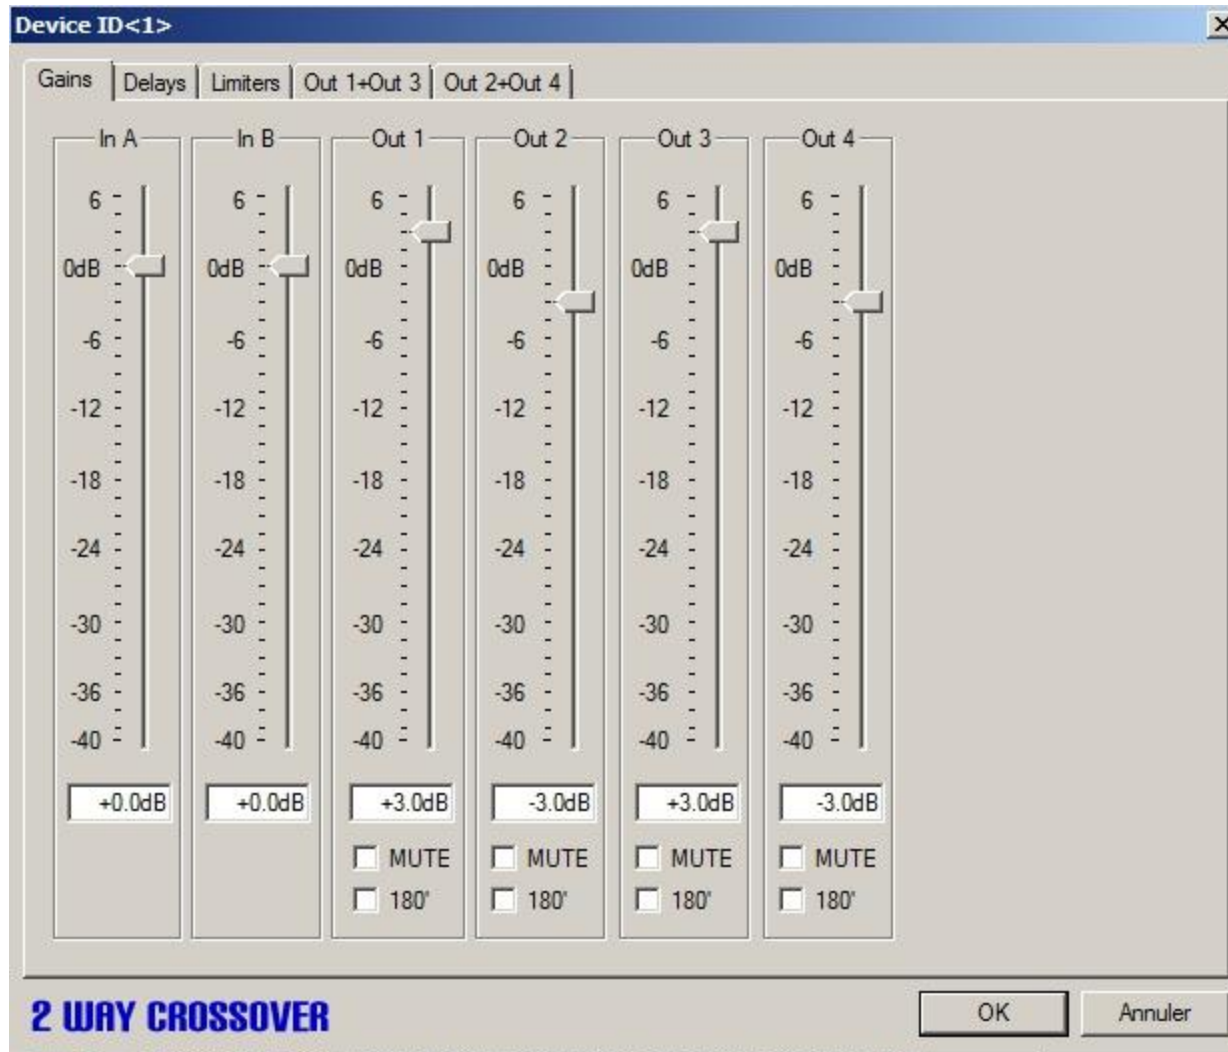 Device ID<1>
Gains Delays Limiters Out 1+Out 3 Out 2+Out 4
In A In B Out 1 Out 2 Out 3 Out 4
6 6 6 6 6 6
0dB 0dB 0dB 0dB 0dB 0dB
-6 -6 -6 -6 -6 -6
-12 -12 -12 -12 -12 -12
-18 -18 -18 -18 -18 -18
-24 -24 -24 -24 -24 -24
-30 -30 -30 -30 -30 -30
-36 -36 -36 -36 -36 -36
-40 -40 -40 -40 -40 -40
+0.0dB +0.0dB +3.0dB -3.0dB +3.0dB -3.0dB
MUTE MUTE MUTE MUTE
180' 180' 180' 180'
2 WAY CROSSOVER OK Annuler